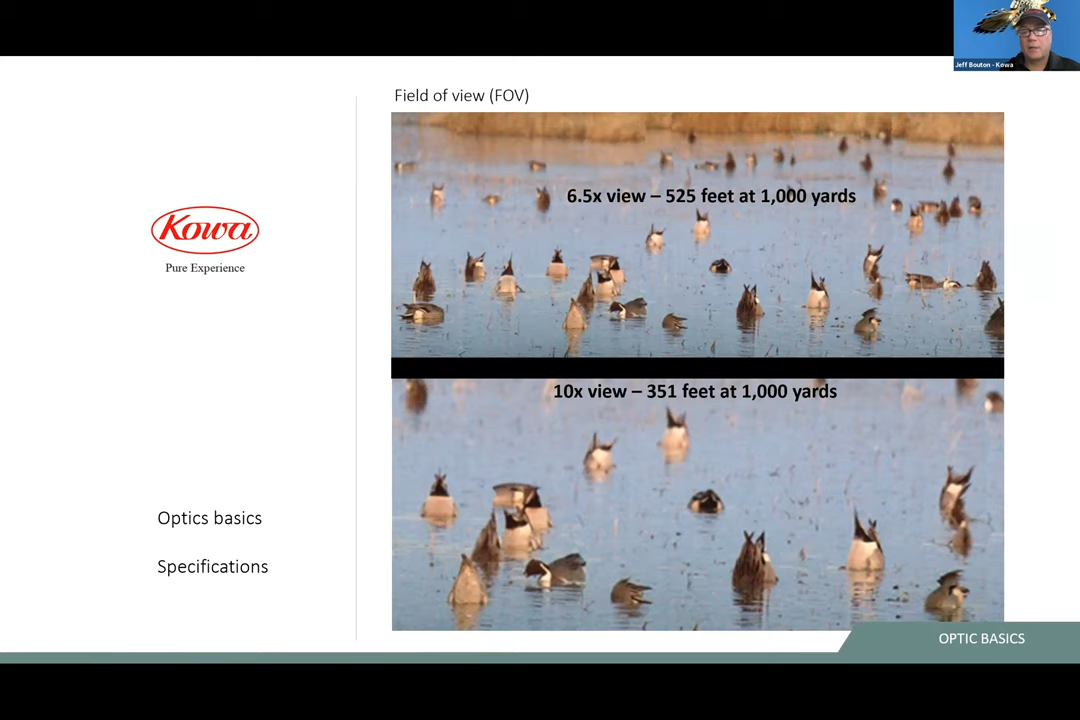 Jeff Bouton - Kowa
Field of view (FOV)
6.5x view – 525 feet at 1,000 yards
Kowa
Pure Experience
10x view – 351 feet at 1,000 yards
Optics basics
Specifications
OPTIC BASICS